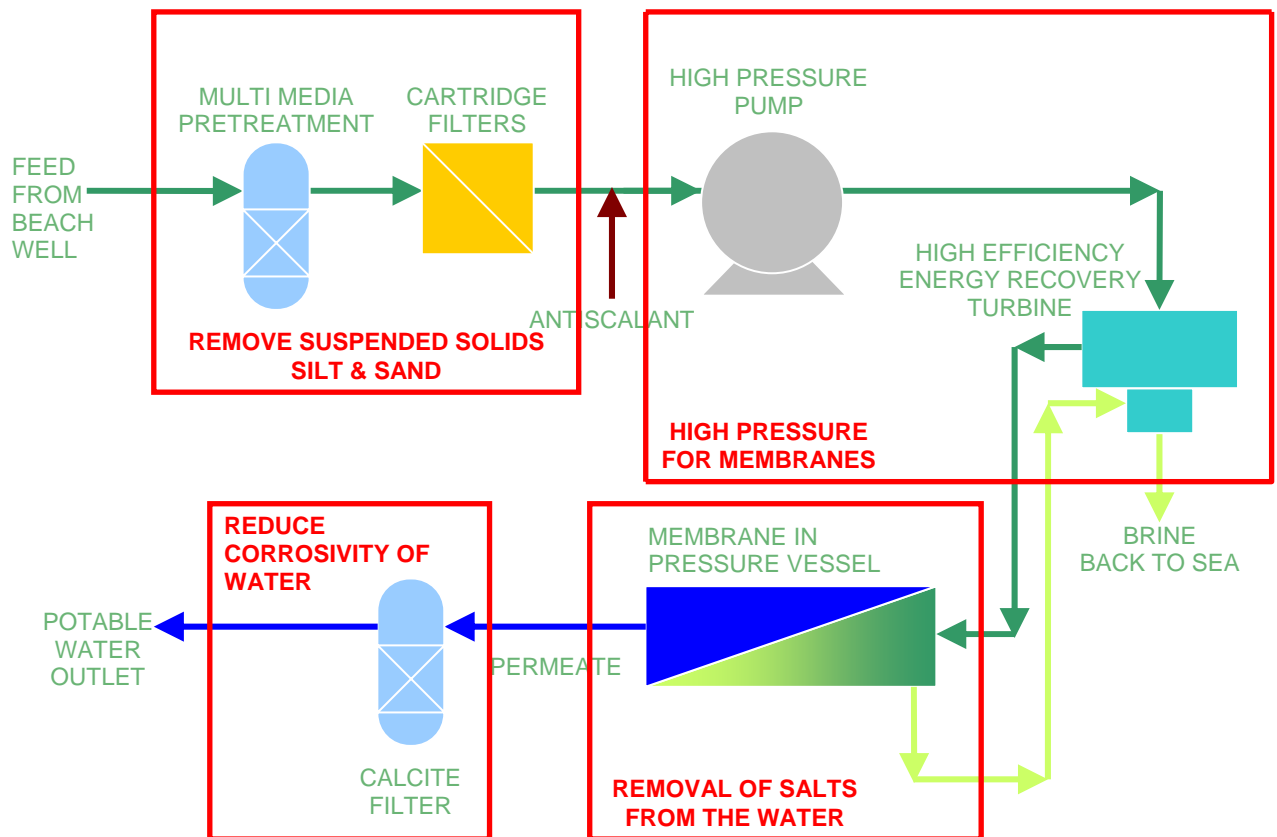 MULTI MEDIA
PRETREATMENT
CARTRIDGE
FILTERS
HIGH PRESSURE
PUMP
FEED
FROM
BEACH
WELL
HIGH EFFICIENCY
ENERGY RECOVERY
TURBINE
ANTISCALANT
REMOVE SUSPENDED SOLIDS
SILT & SAND
HIGH PRESSURE
FOR MEMBRANES
REDUCE
CORROSIVITY OF
WATER
MEMBRANE IN
PRESSURE VESSEL
BRINE
BACK TO SEA
POTABLE
WATER
OUTLET
PERMEATE
CALCITE
FILTER
REMOVAL OF SALTS
FROM THE WATER